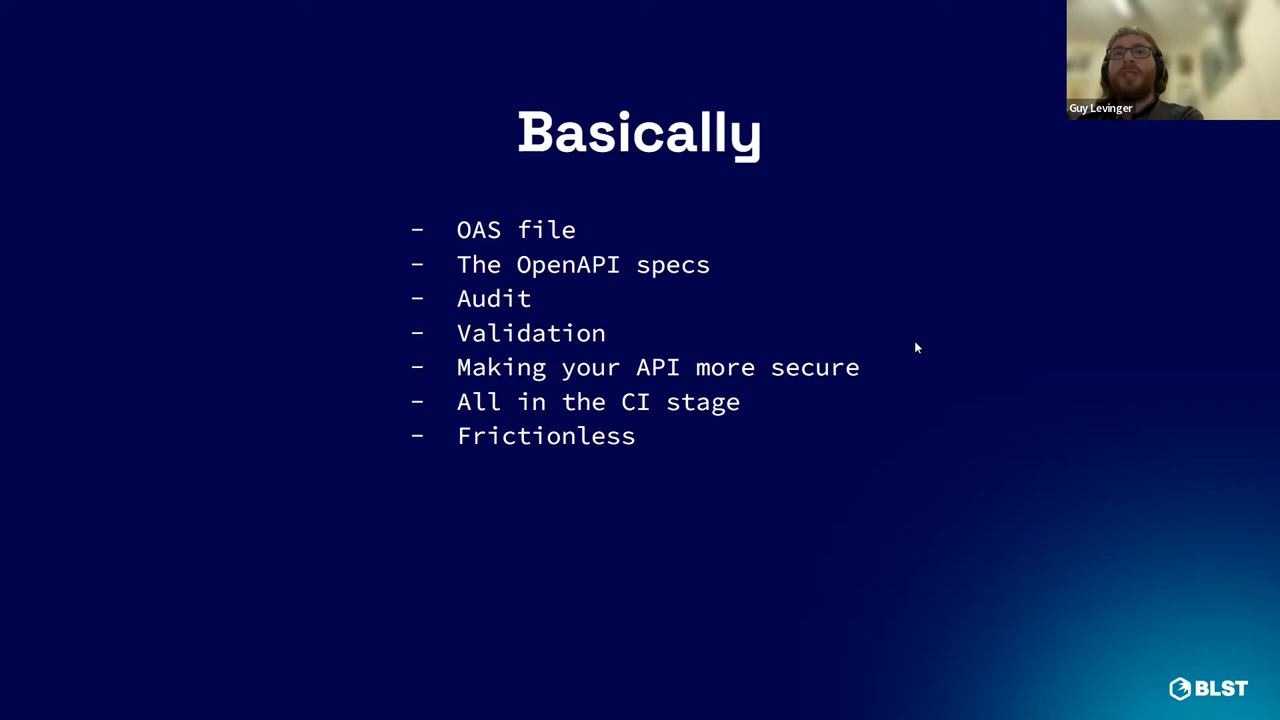 Guy Levinger
Basically
- OAS file
- The OpenAPI specs
- Audit
- Validation
- Making your API more secure
- All in the CI stage
- Frictionless
BLST